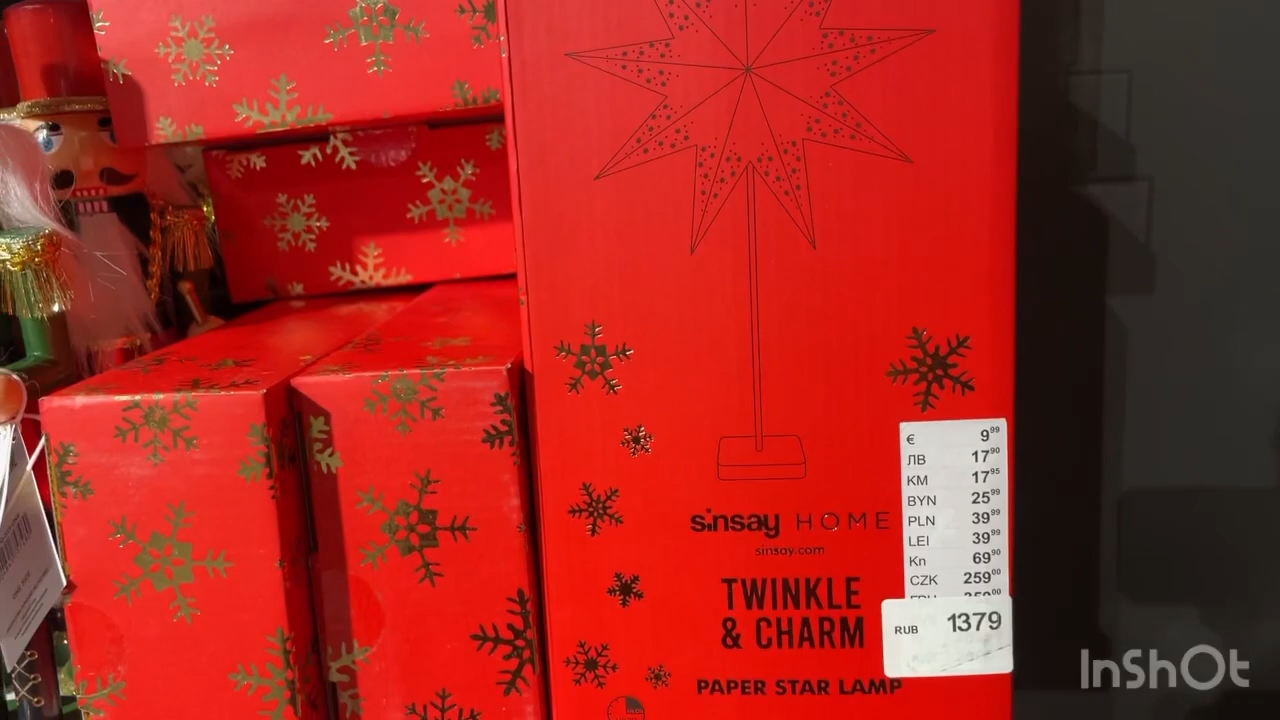 sinsay HOME
sinsay.com
TWINKLE
& CHARM
PAPER STAR LAMP
€ 9⁹⁹
ЛВ 17⁹⁰
KM 17⁹⁵
BYN 25⁹⁹
PLN 39⁹⁹
LEI 39⁹⁹
Kn 69⁹⁰
CZK 259⁰⁰
RUB 1379
InShOt